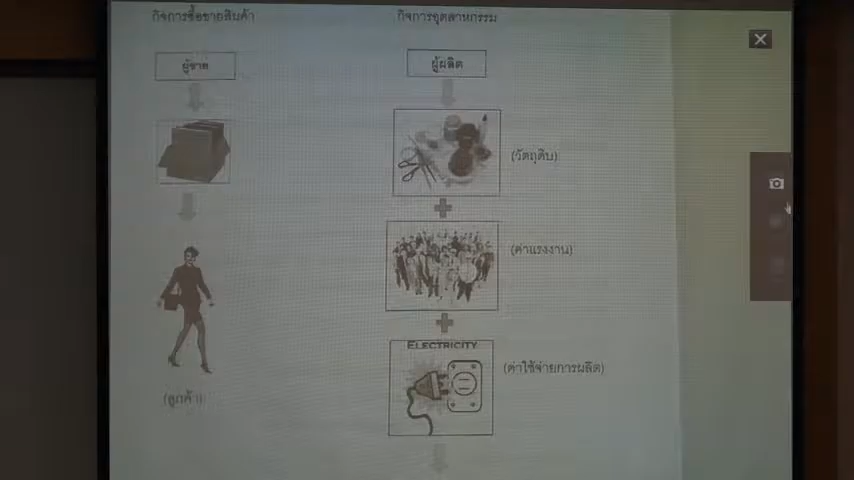 กิจการซื้อขายสินค้า
กิจการอุตสาหกรรม
ผู้ขาย
ผู้ผลิต
(วัตถุดิบ)
(ค่าแรงงาน)
ELECTRICITY
(ค่าใช้จ่ายการผลิต)
(ลูกค้า)